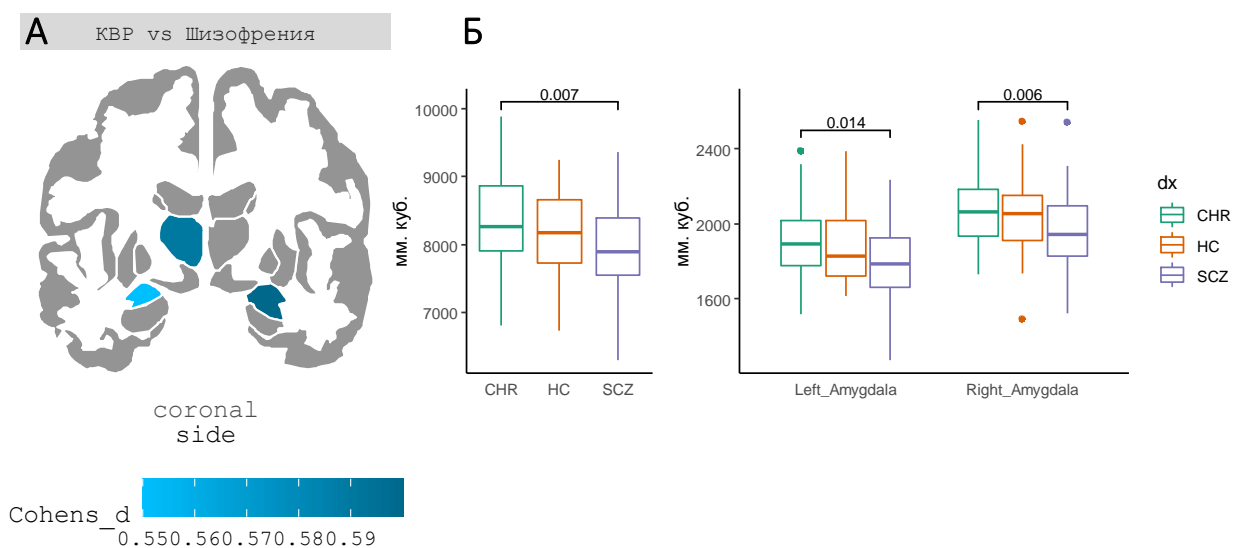 А
КВР vs Шизофрения
coronal
side
Cohens_d
0.550.560.570.580.59
Б
мм. куб.
10000
9000
8000
7000
0.007
CHR HC SCZ
мм. куб.
2400
2000
1600
0.014
0.006
Left_Amygdala Right_Amygdala
dx
CHR
HC
SCZ